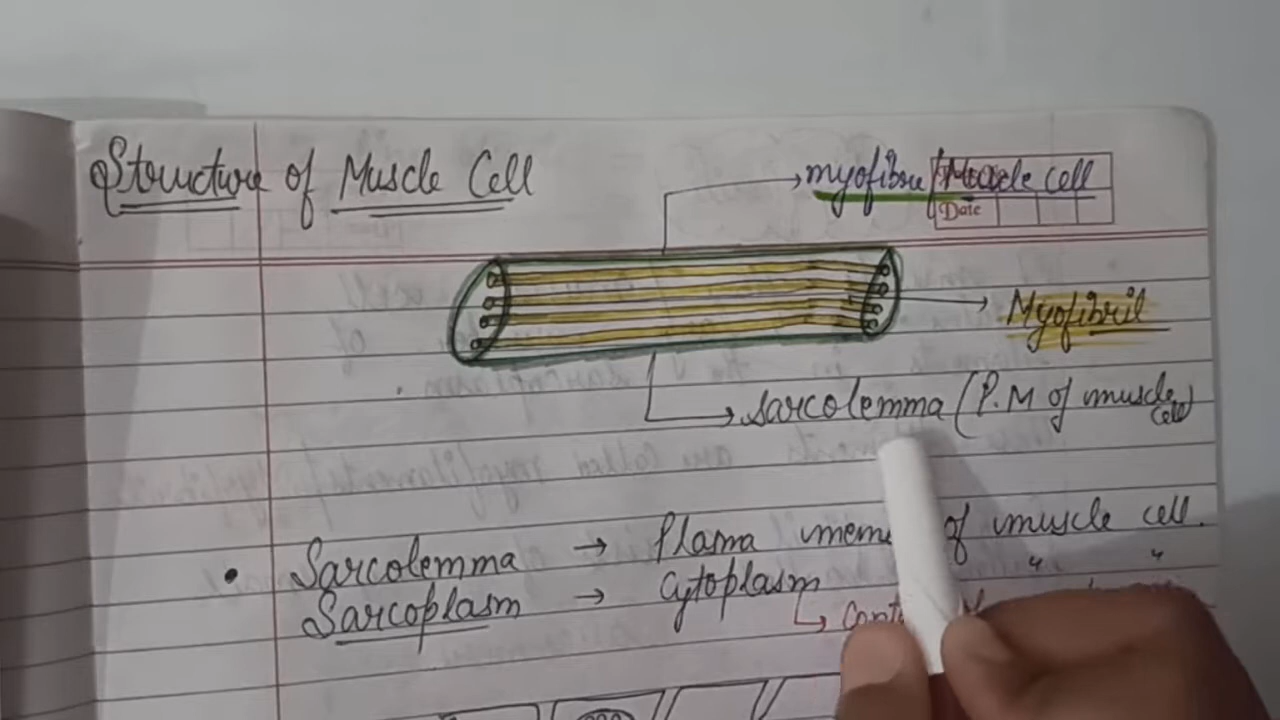 Structure of Muscle Cell
myofibre/Muscle cell
Date
Myofibril
Sarcolemma (P.M of muscle cell)
• Sarcolemma → Plama mem of muscle cell.
Sarcoplasm → Cytoplasm " "